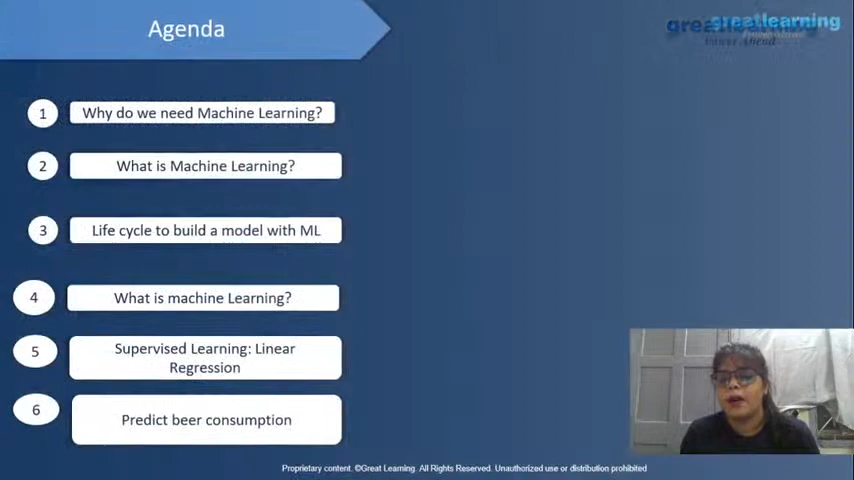 Agenda
greatlearning
Power Ahead
1 Why do we need Machine Learning?
2 What is Machine Learning?
3 Life cycle to build a model with ML
4 What is machine Learning?
5 Supervised Learning: Linear
Regression
6 Predict beer consumption
Proprietary content. ©Great Learning. All Rights Reserved. Unauthorized use or distribution prohibited